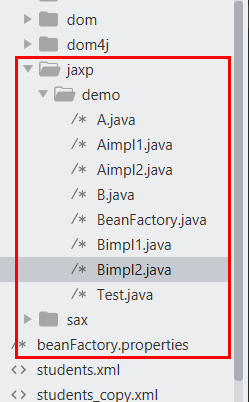 dom
dom4j
jaxp
demo
/* A.java
/* Aimpl1.java
/* Aimpl2.java
/* B.java
/* BeanFactory.java
/* Bimpl1.java
/* Bimpl2.java
/* Test.java
sax
/* beanFactory.properties
<> students.xml
<> students_copy.xml